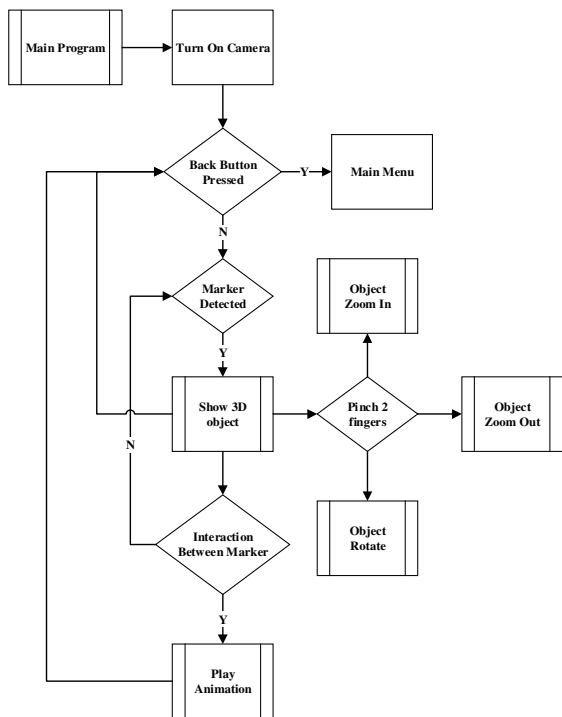 Main Program
Turn On Camera
Back Button
Pressed
Y
Main Menu
N
Marker
Detected
Object
Zoom In
Y
Show 3D
object
Pinch 2
fingers
Object
Zoom Out
N
Interaction
Between Marker
Object
Rotate
Y
Play
Animation